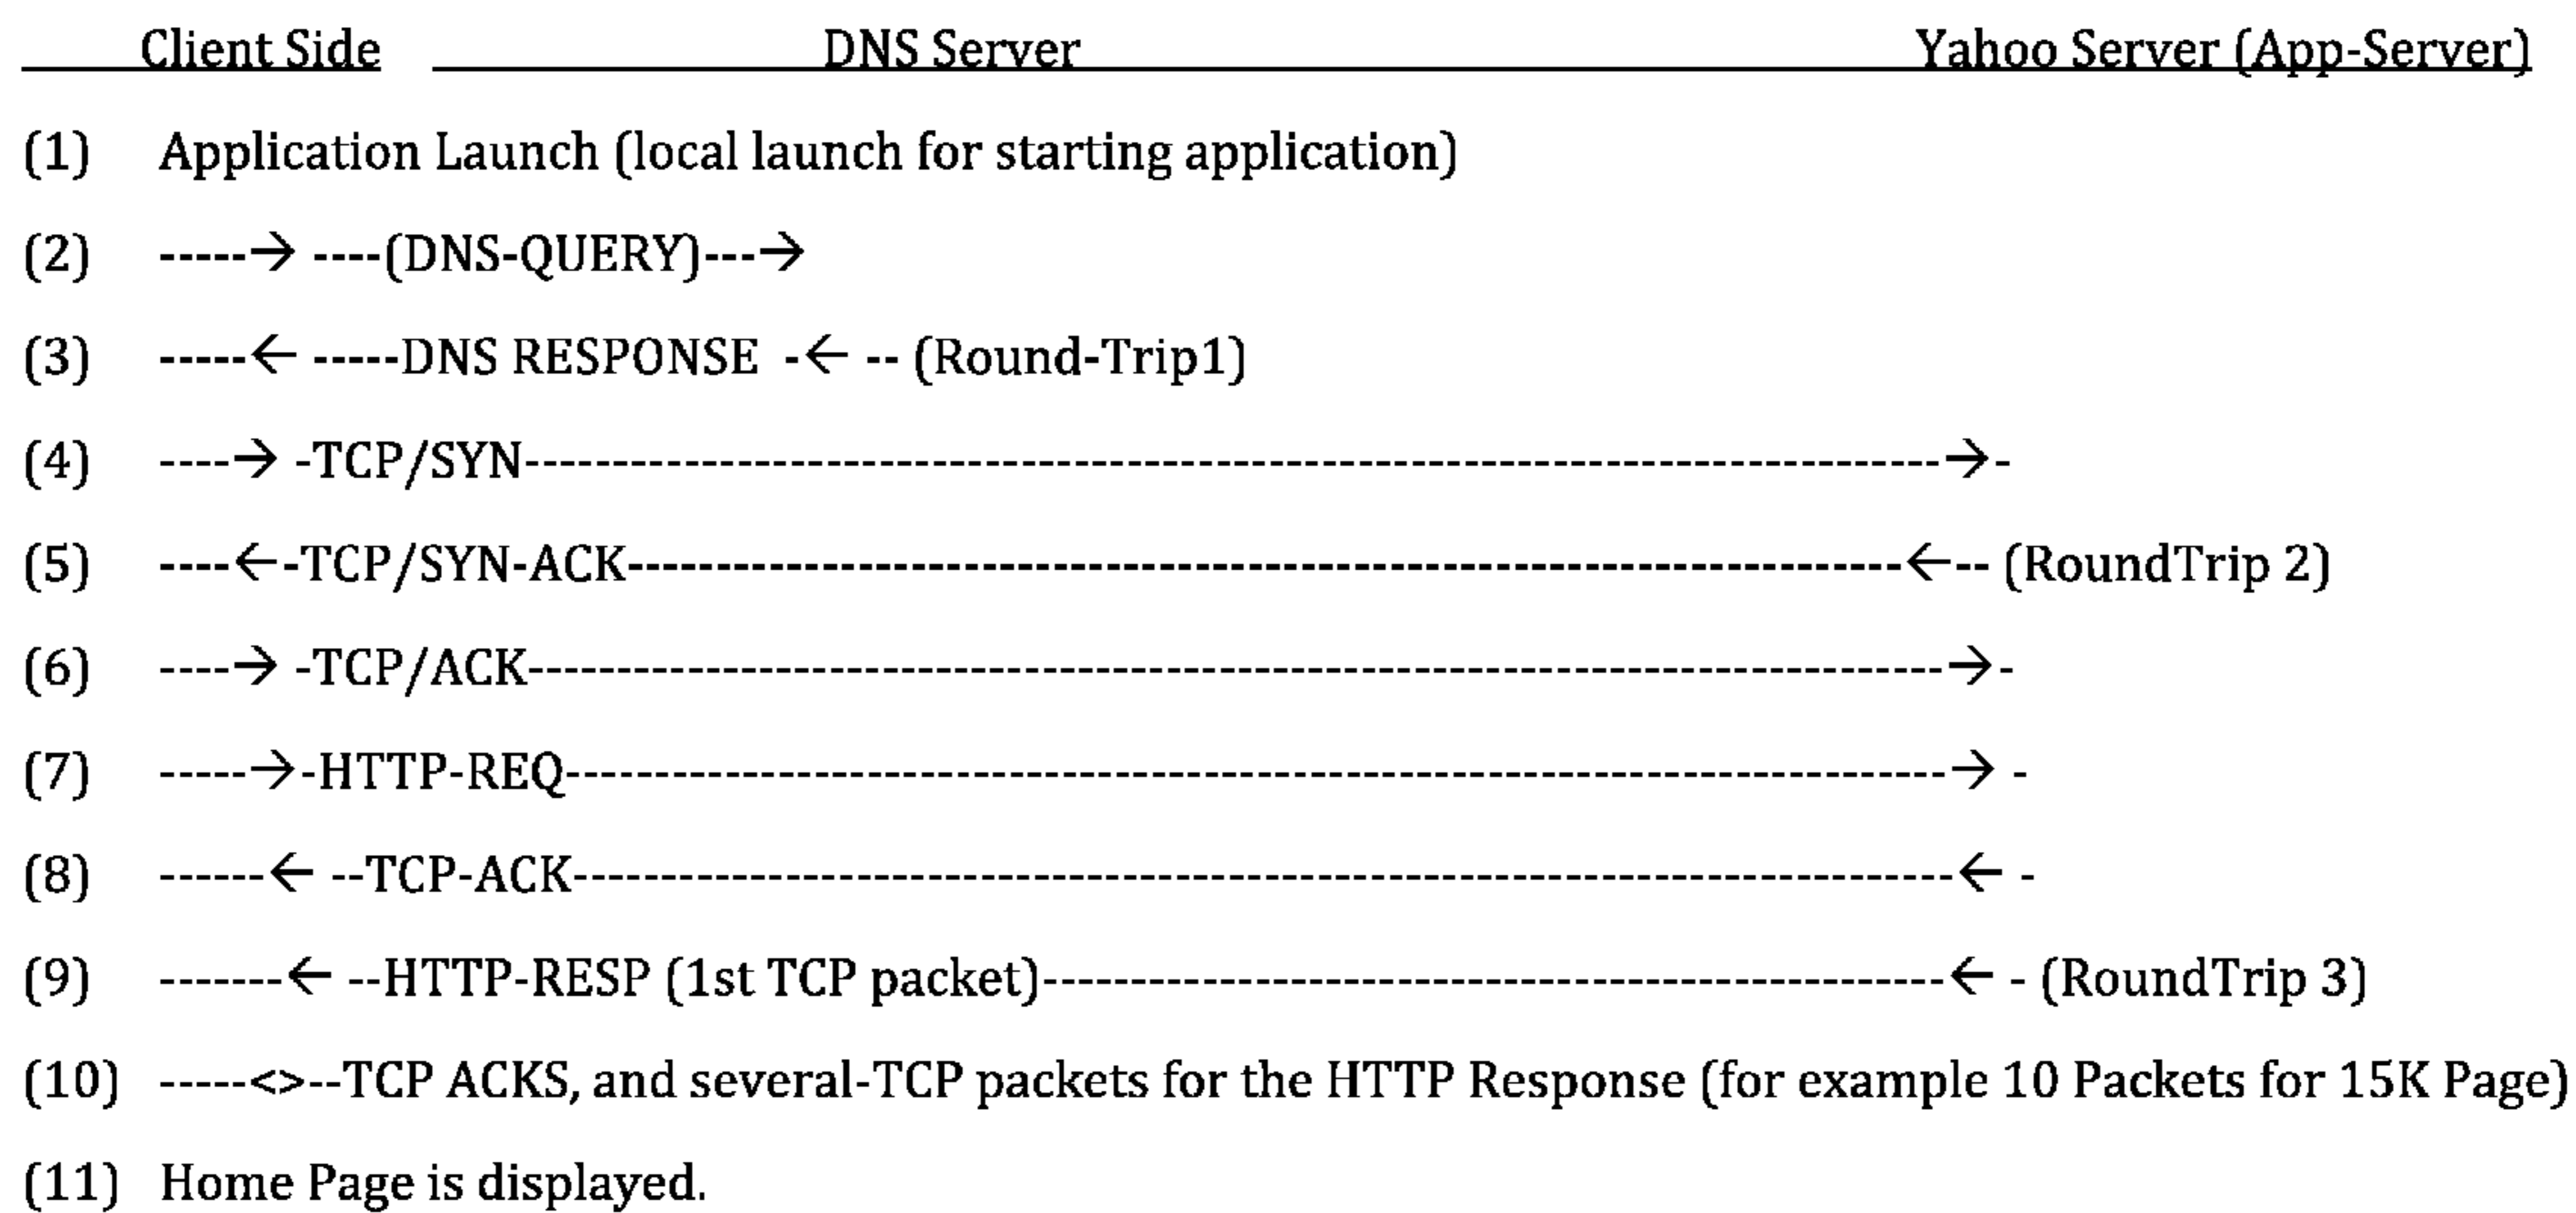 Client Side DNS Server Yahoo Server (App-Server)
(1) Application Launch (local launch for starting application)
(2) -----→ ----(DNS-QUERY)---→
(3) -----← -----DNS RESPONSE -← -- (Round-Trip1)
(4) ----→ -TCP/SYN-----------------------------------------------------------------------------------→-
(5) ----←-TCP/SYN-ACK---------------------------------------------------------------------------←-- (RoundTrip 2)
(6) ----→ -TCP/ACK-----------------------------------------------------------------------------------→-
(7) -----→-HTTP-REQ---------------------------------------------------------------------------------→ -
(8) ------← --TCP-ACK---------------------------------------------------------------------------------← -
(9) -------← --HTTP-RESP (1st TCP packet)-----------------------------------------------------← - (RoundTrip 3)
(10) -----<>--TCP ACKS, and several-TCP packets for the HTTP Response (for example 10 Packets for 15K Page)
(11) Home Page is displayed.